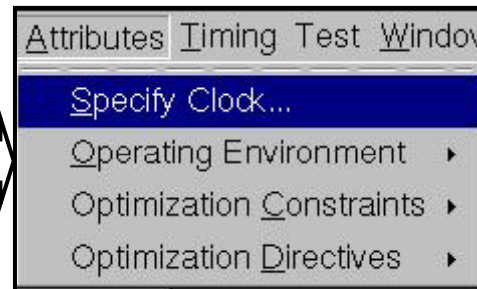 Attributes Timing Test
Specify Clock...
Operating Environment
Optimization Constraints
Optimization Directives